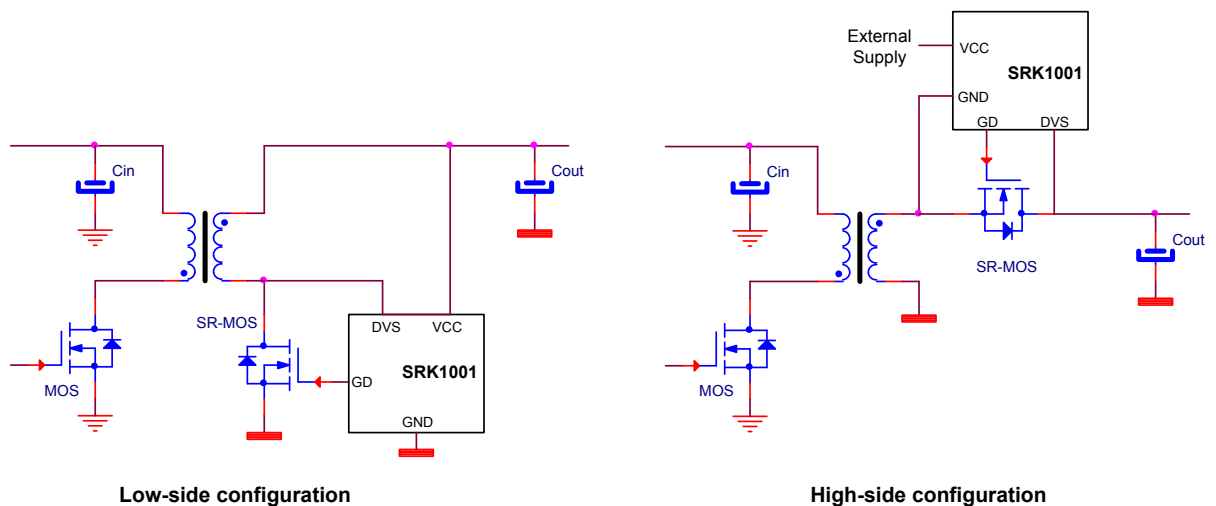 External
Supply
VCC
SRK1001
GND
GD
DVS
Cin
Cout
Cin
SR-MOS
Cout
SR-MOS
DVS
VCC
SRK1001
GD
MOS
GND
MOS
Low-side configuration
High-side configuration